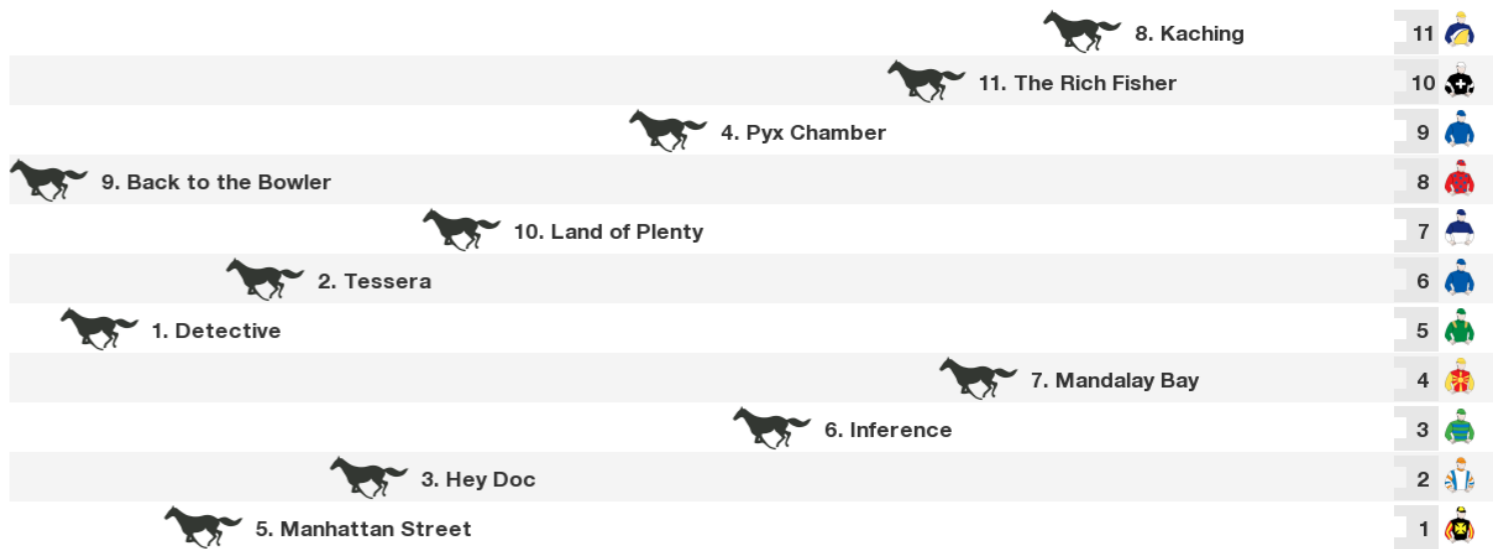 8. Kaching 11
11. The Rich Fisher 10
4. Pyx Chamber 9
9. Back to the Bowler 8
10. Land of Plenty 7
2. Tessera 6
1. Detective 5
7. Mandalay Bay 4
6. Inference 3
3. Hey Doc 2
5. Manhattan Street 1